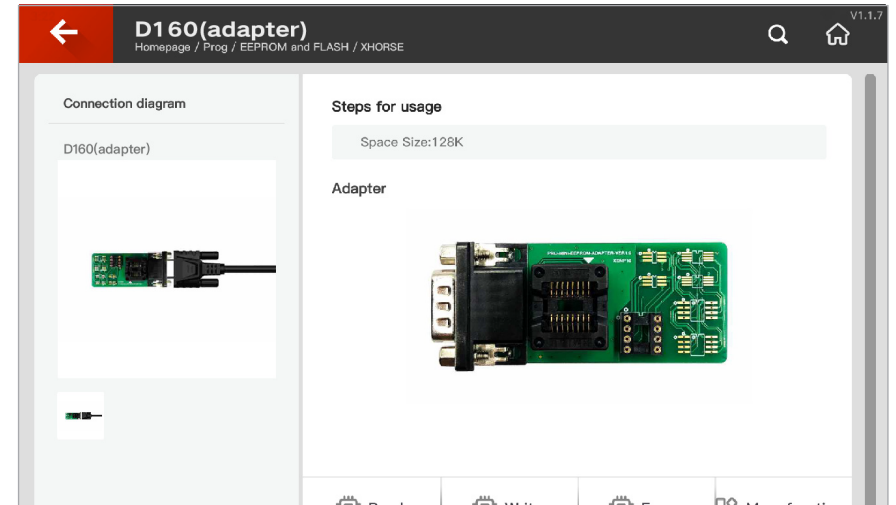 D160(adapter)
V1.1.7
Homepage / Prog / EEPROM and FLASH / XHORSE
Connection diagram
D160(adapter)
Steps for usage
Space Size:128K
Adapter